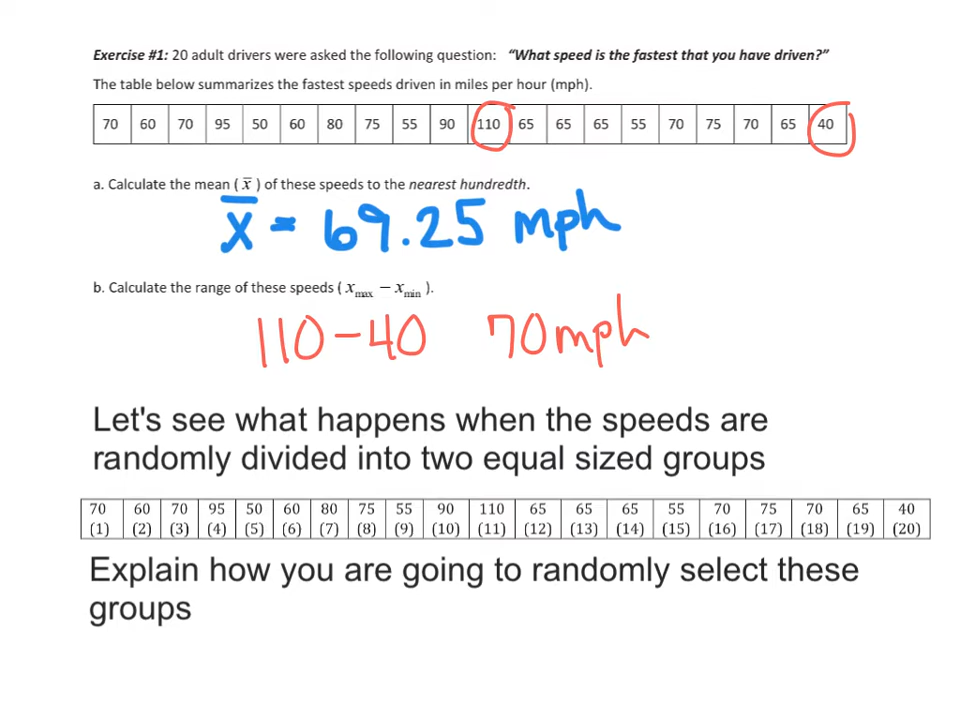 Exercise #1: 20 adult drivers were asked the following question: “What speed is the fastest that you have driven?”
The table below summarizes the fastest speeds driven in miles per hour (mph).
70 60 70 95 50 60 80 75 55 90 110 65 65 65 55 70 75 70 65 40
a. Calculate the mean ( x̅ ) of these speeds to the nearest hundredth.
x̅ = 69.25 mph
b. Calculate the range of these speeds ( xmax − xmin ).
110-40 70 mph
Let's see what happens when the speeds are
randomly divided into two equal sized groups
70 60 70 95 50 60 80 75 55 90 110 65 65 65 55 70 75 70 65 40
(1) (2) (3) (4) (5) (6) (7) (8) (9) (10) (11) (12) (13) (14) (15) (16) (17) (18) (19) (20)
Explain how you are going to randomly select these
groups